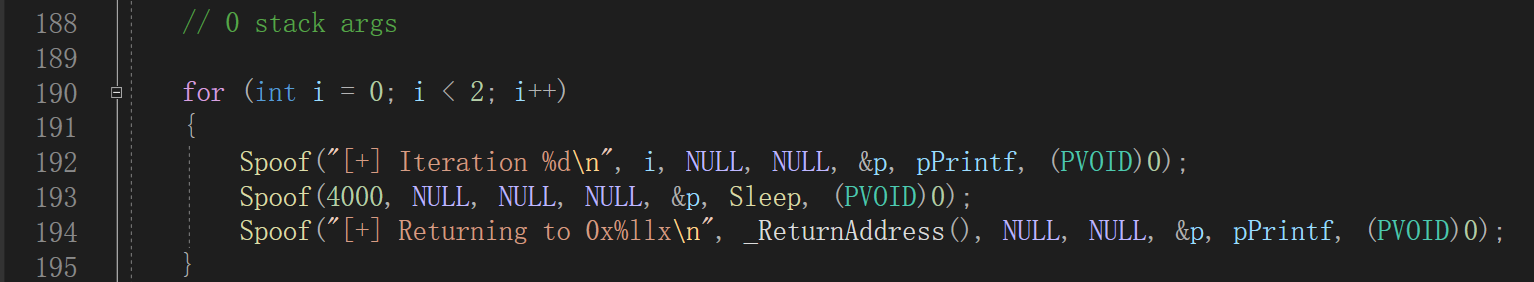 188 // 0 stack args
189
190 for (int i = 0; i < 2; i++)
191 {
192 Spoof("[+] Iteration %d\n", i, NULL, NULL, &p, pPrintf, (PVOID)0);
193 Spoof(4000, NULL, NULL, NULL, &p, Sleep, (PVOID)0);
194 Spoof("[+] Returning to 0x%llx\n", _ReturnAddress(), NULL, NULL, &p, pPrintf, (PVOID)0);
195 }